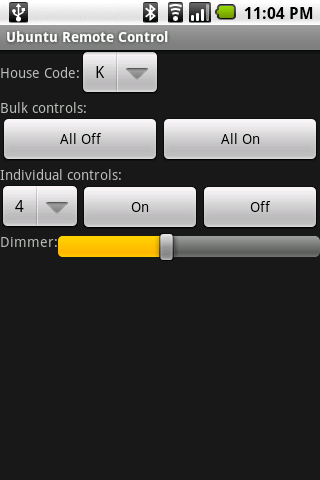 11:04 PM
Ubuntu Remote Control
House Code: K
Bulk controls:
All Off All On
Individual controls:
4 On Off
Dimmer: